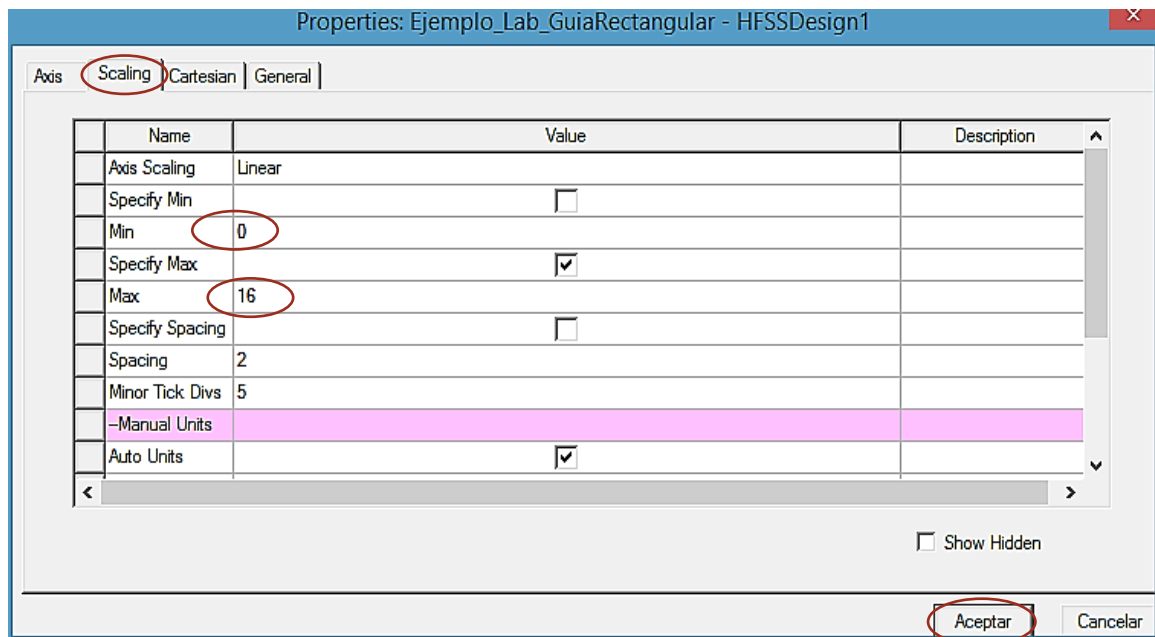 Properties: Ejemplo_Lab_GuiaRectangular - HFSSDesign1
Axis Scaling Cartesian General
Name Value Description
Axis Scaling Linear
Specify Min
Min 0
Specify Max
Max 16
Specify Spacing
Spacing 2
Minor Tick Divs 5
--Manual Units
Auto Units
Show Hidden
Aceptar Cancelar